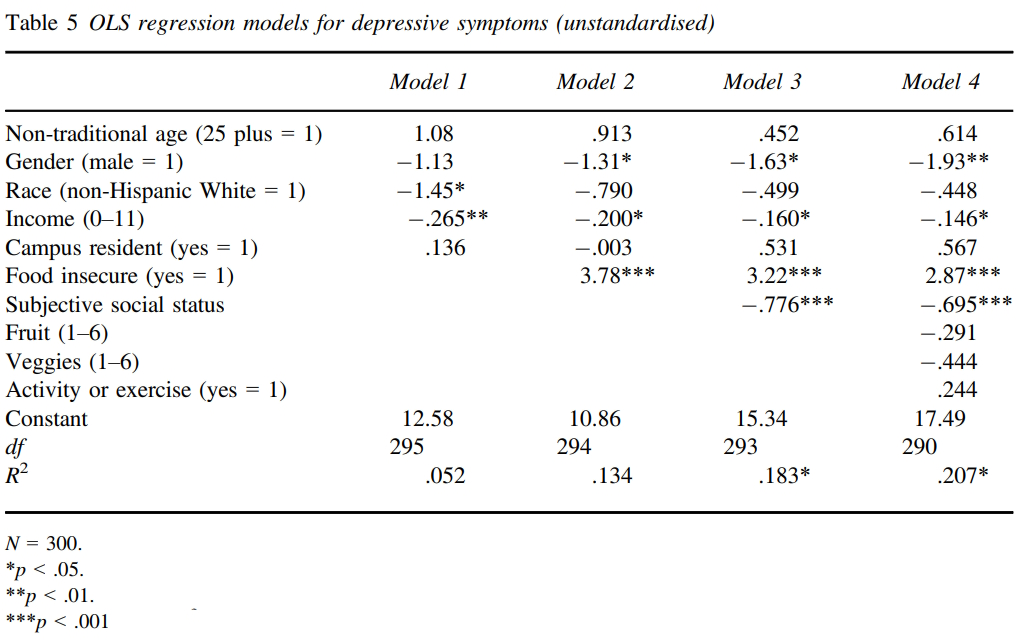 Table 5 OLS regression models for depressive symptoms (unstandardised)
Model 1 Model 2 Model 3 Model 4
Non-traditional age (25 plus = 1) 1.08 .913 .452 .614
Gender (male = 1) −1.13 −1.31* −1.63* −1.93**
Race (non-Hispanic White = 1) −1.45* −.790 −.499 −.448
Income (0–11) −.265** −.200* −.160* −.146*
Campus resident (yes = 1) .136 −.003 .531 .567
Food insecure (yes = 1) 3.78*** 3.22*** 2.87***
Subjective social status −.776*** −.695***
Fruit (1–6) −.291
Veggies (1–6) −.444
Activity or exercise (yes = 1) .244
Constant 12.58 10.86 15.34 17.49
df 295 294 293 290
R² .052 .134 .183* .207*
N = 300.
*p < .05.
**p < .01.
***p < .001